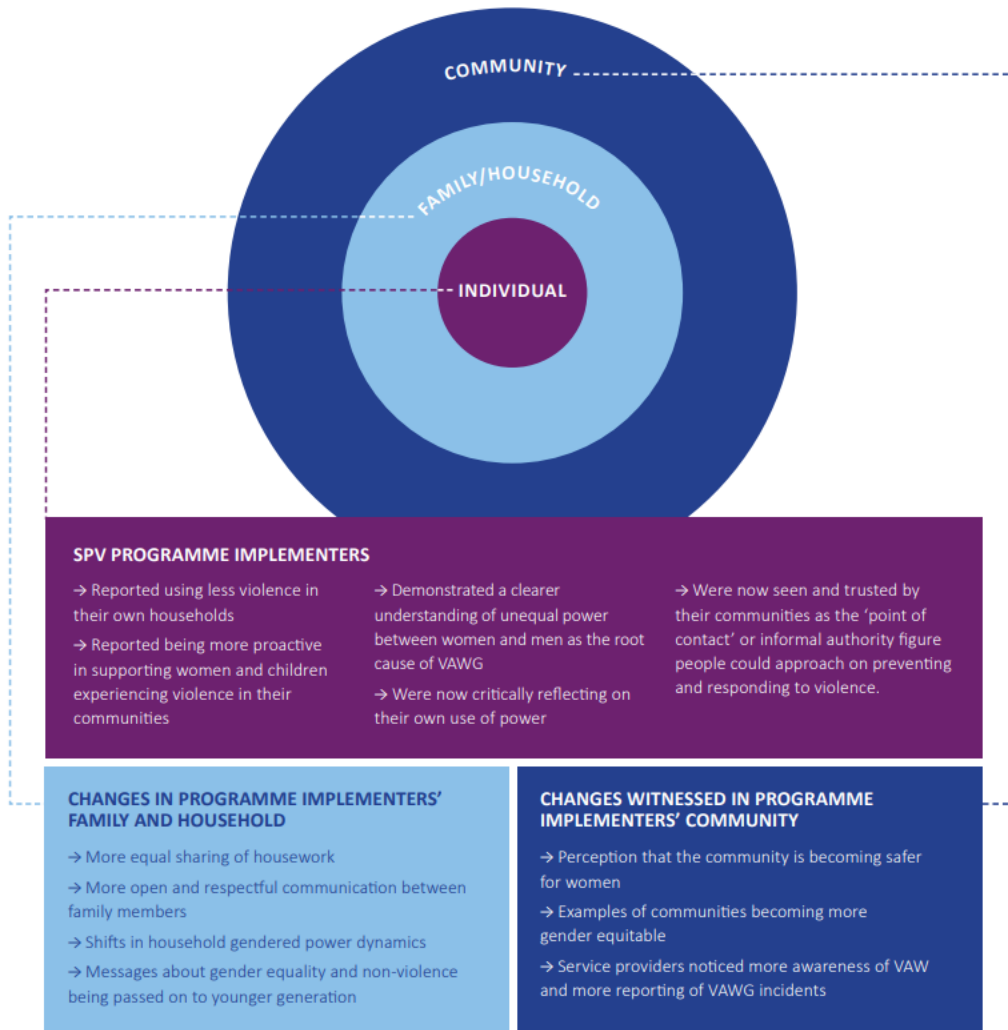 COMMUNITY
FAMILY/HOUSEHOLD
INDIVIDUAL
SPV PROGRAMME IMPLEMENTERS
→ Reported using less violence in
their own households
→ Reported being more proactive
in supporting women and children
experiencing violence in their
communities
→ Demonstrated a clearer
understanding of unequal power
between women and men as the root
cause of VAWG
→ Were now critically reflecting on
their own use of power
→ Were now seen and trusted by
their communities as the ‘point of
contact’ or informal authority figure
people could approach on preventing
and responding to violence.
CHANGES IN PROGRAMME IMPLEMENTERS’
FAMILY AND HOUSEHOLD
→ More equal sharing of housework
→ More open and respectful communication between
family members
→ Shifts in household gendered power dynamics
→ Messages about gender equality and non-violence
being passed on to younger generation
CHANGES WITNESSED IN PROGRAMME
IMPLEMENTERS’ COMMUNITY
→ Perception that the community is becoming safer
for women
→ Examples of communities becoming more
gender equitable
→ Service providers noticed more awareness of VAW
and more reporting of VAWG incidents